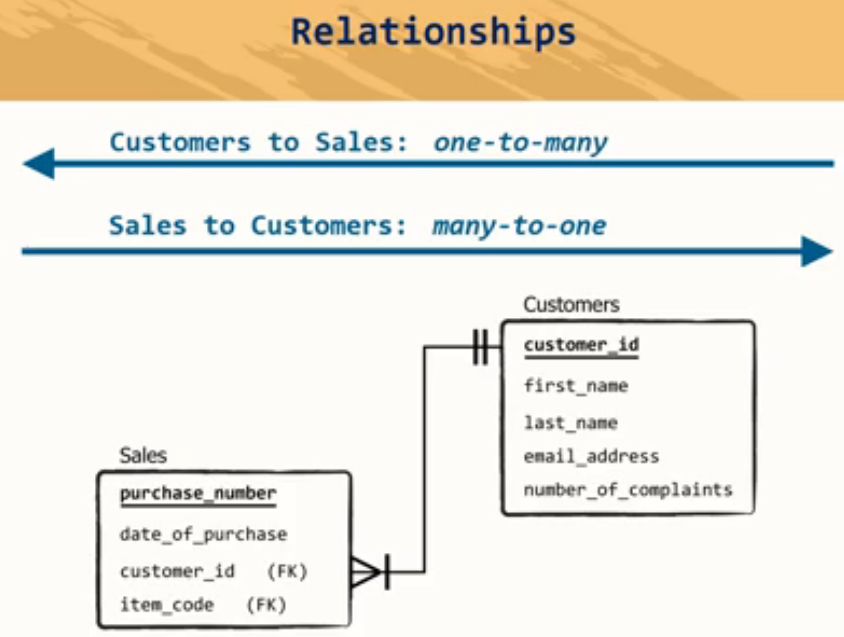 Relationships
Customers to Sales: one-to-many
Sales to Customers: many-to-one
Customers
customer_id
first_name
last_name
email_address
number_of_complaints
Sales
purchase_number
date_of_purchase
customer_id (FK)
item_code (FK)